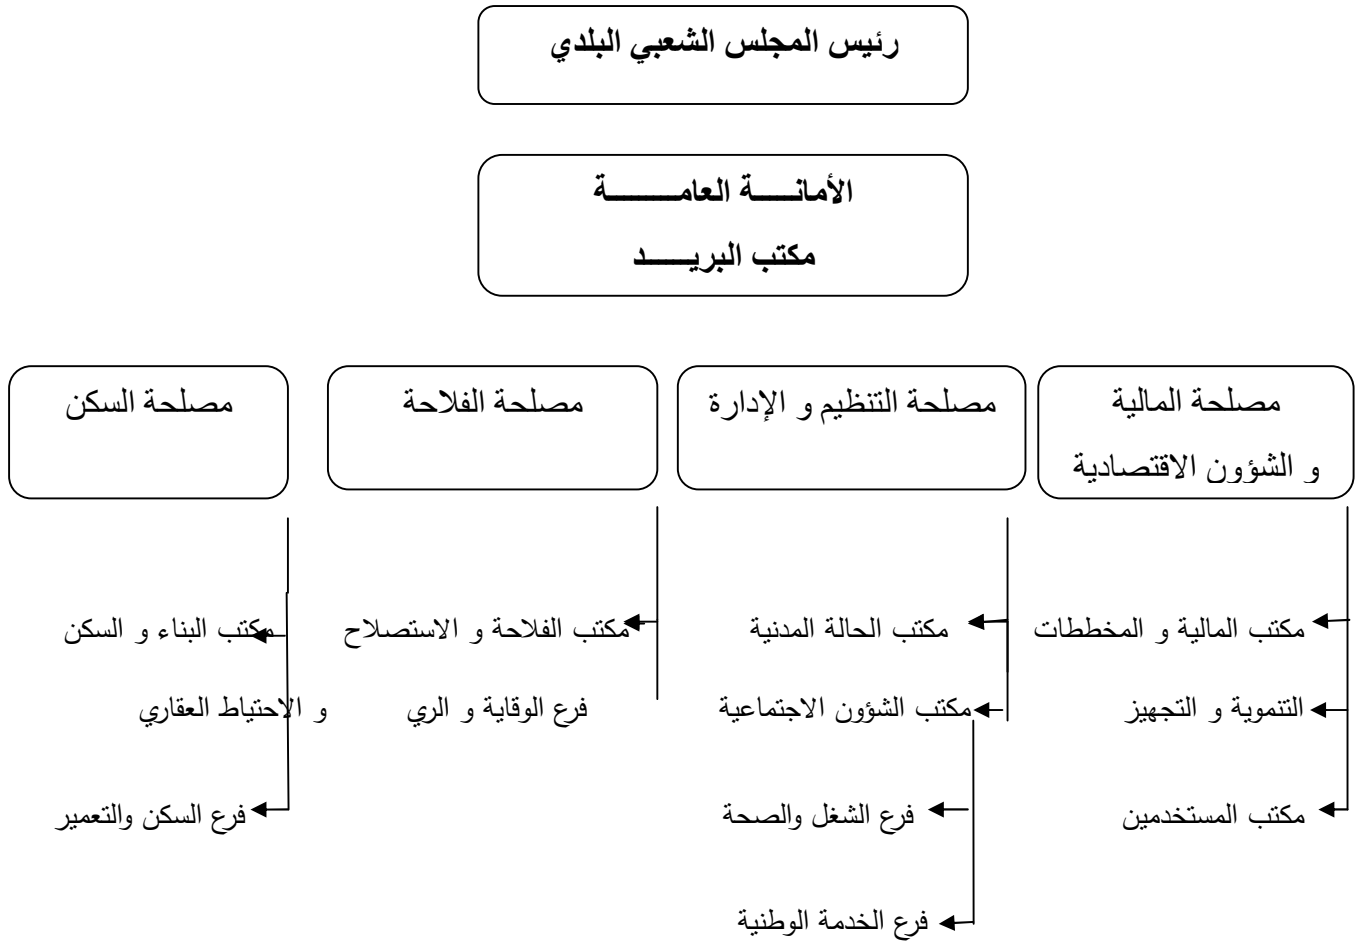 رئيس المجلس الشعبي البلدي
الأمانـــــة العامـــــــــة
مكتب البريـــــــد
مصلحة المالية
و الشؤون الاقتصادية
مصلحة التنظيم و الإدارة
مصلحة الفلاحة
مصلحة السكن
مكتب المالية و المخططات
التنموية و التجهيز
مكتب المستخدمين
مكتب الحالة المدنية
مكتب الشؤون الاجتماعية
فرع الشغل والصحة
فرع الخدمة الوطنية
مكتب الفلاحة و الاستصلاح
فرع الوقاية و الري
مكتب البناء و السكن
و الاحتياط العقاري
فرع السكن والتعمير